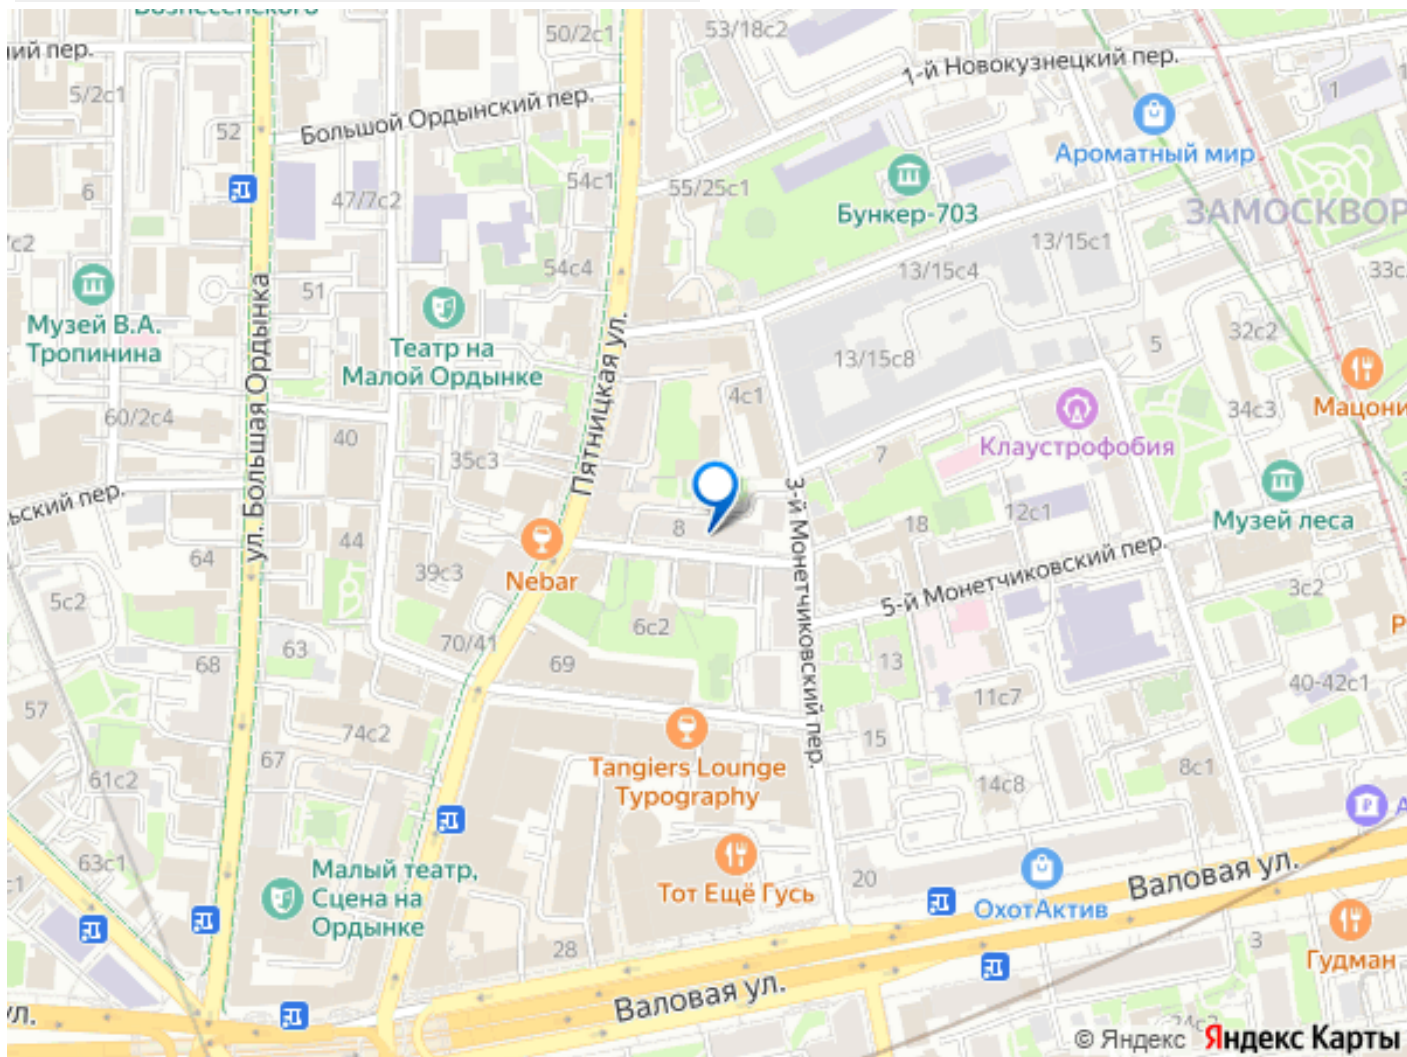 Вознесенского
ий пер.
5/2с1
52
50/2с1
53/18с2
1-й Новокузнецкий пер.
1
Большой Ордынский пер.
Ароматный мир
6
47/7с2
54с1
55/25с1
Бункер-703
ЗАМОСКВОР
/с2
13/15с1
13/15с4
54с4
33с
51
Музей В.А.
Тропинина
ул. Большая Ордынка
Театр на
Малой Ордынке
Пятницкая ул.
13/15с8
5
32с2
4с1
34с3
Мацони
60/2с4
40
35с3
Клаустрофобия
7
ьский пер.
3-й Монетчиковский пер.
12с1
Музей леса
18
8
64
44
39с3
Nebar
5-й Монетчиковский пер.
5с2
3с2
6с2
Р
63
70/41
69
68
13
11с7
40-42с1
57
74с2
15
67
61с2
Tangiers Lounge
Typography
14с8
8с1
А
63с1
с1
Малый театр,
Сцена на
Ордынке
Тот Ещё Гусь
20
ОхотАктив
Валовая ул.
28
3
Гудман
Валовая ул.
ул.
24с2
© Яндекс Яндекс Карты